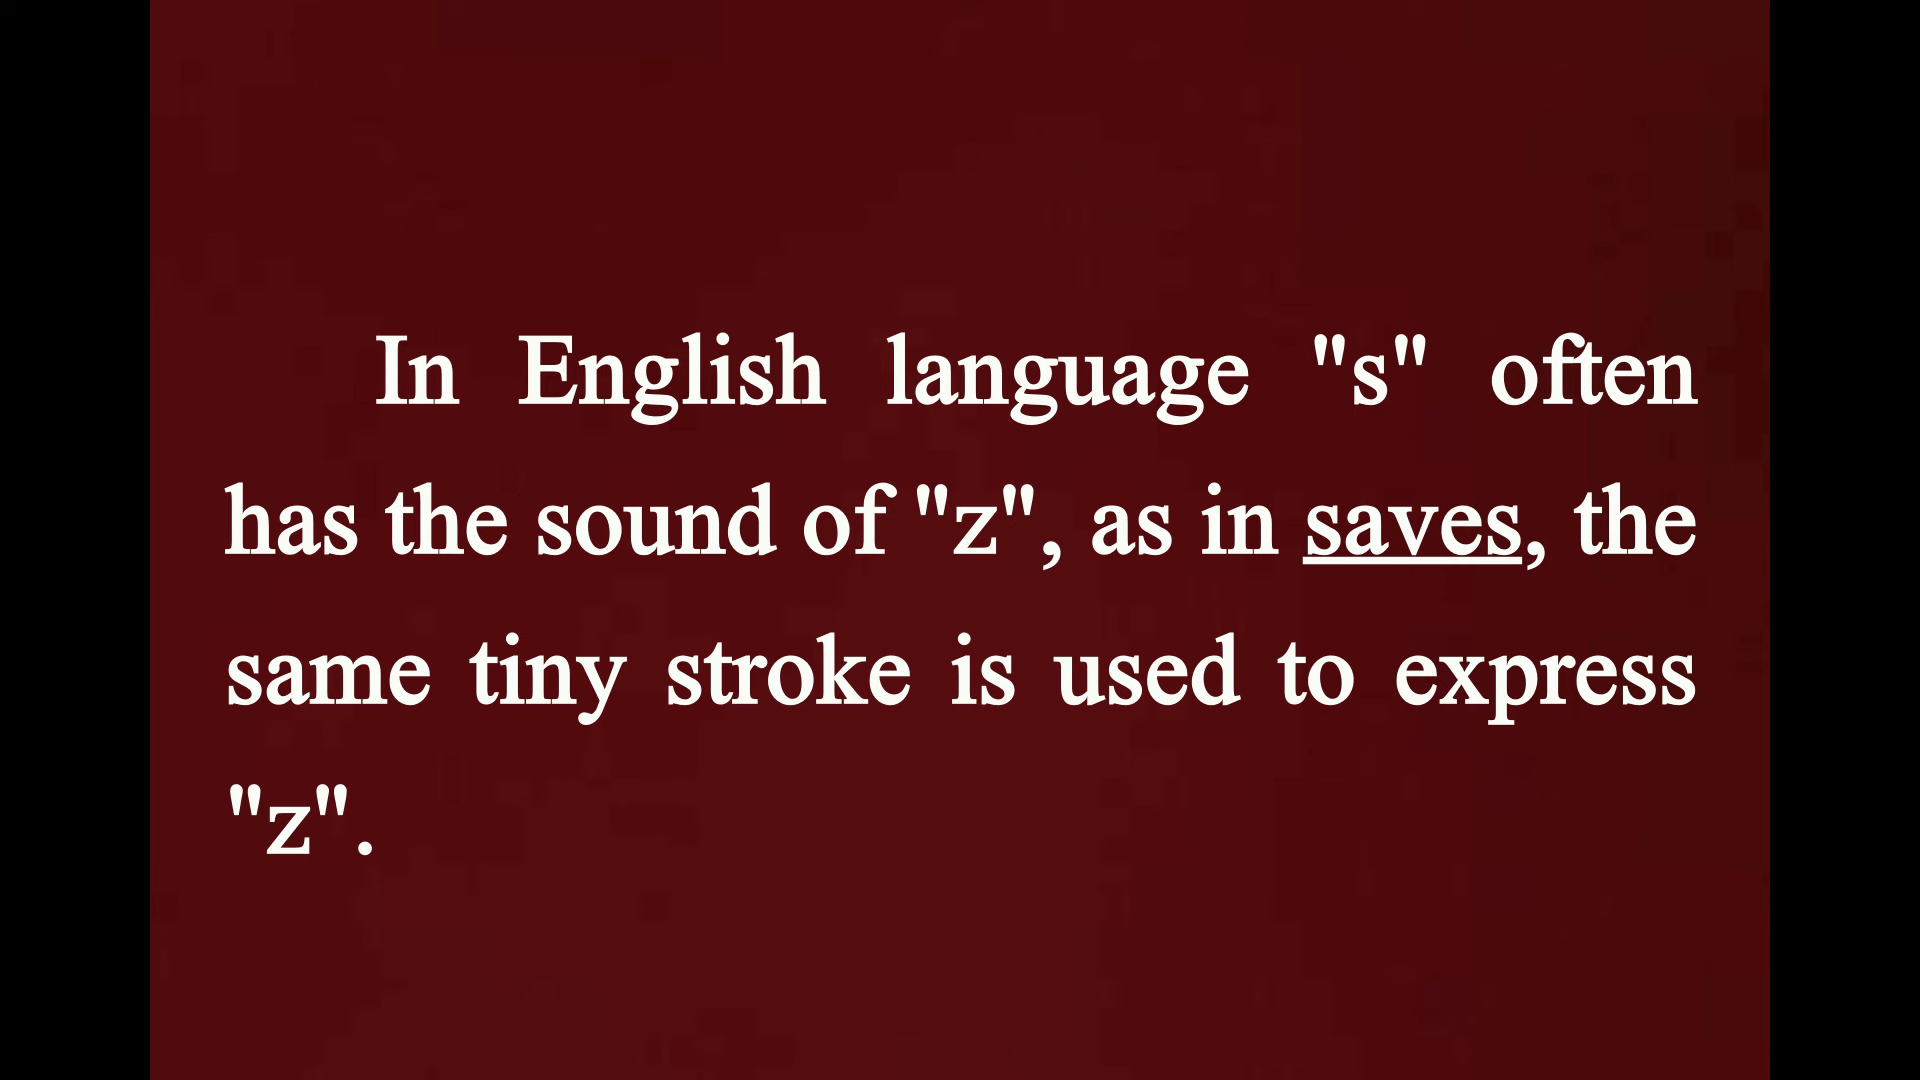 In English language "s" often
has the sound of "z", as in saves, the
same tiny stroke is used to express
"z".